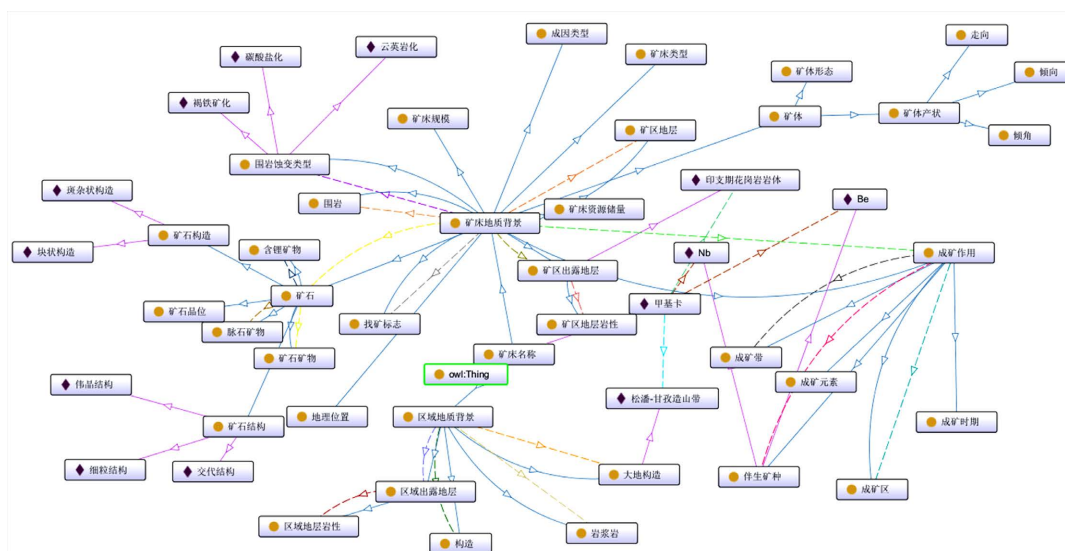 成因类型
走向
云英岩化
矿床类型
碳酸盐化
矿体形态
倾向
褐铁矿化
矿床规模
矿区地层
矿体
矿体产状
倾角
围岩蚀变类型
印支期花岗岩岩体
斑杂状构造
Be
围岩
矿床地质背景
矿床资源储量
矿石构造
块状构造
含锂矿物
Nb
成矿作用
矿区出露地层
矿石
甲基卡
矿石品位
脉石矿物
找矿标志
矿区地层岩性
矿石矿物
矿床名称
成矿带
owl:Thing
伟晶结构
成矿元素
松潘-甘孜造山带
地理位置
区域地质背景
矿石结构
成矿时期
细粒结构
交代结构
大地构造
伴生矿种
区域出露地层
成矿区
区域地层岩性
岩浆岩
构造